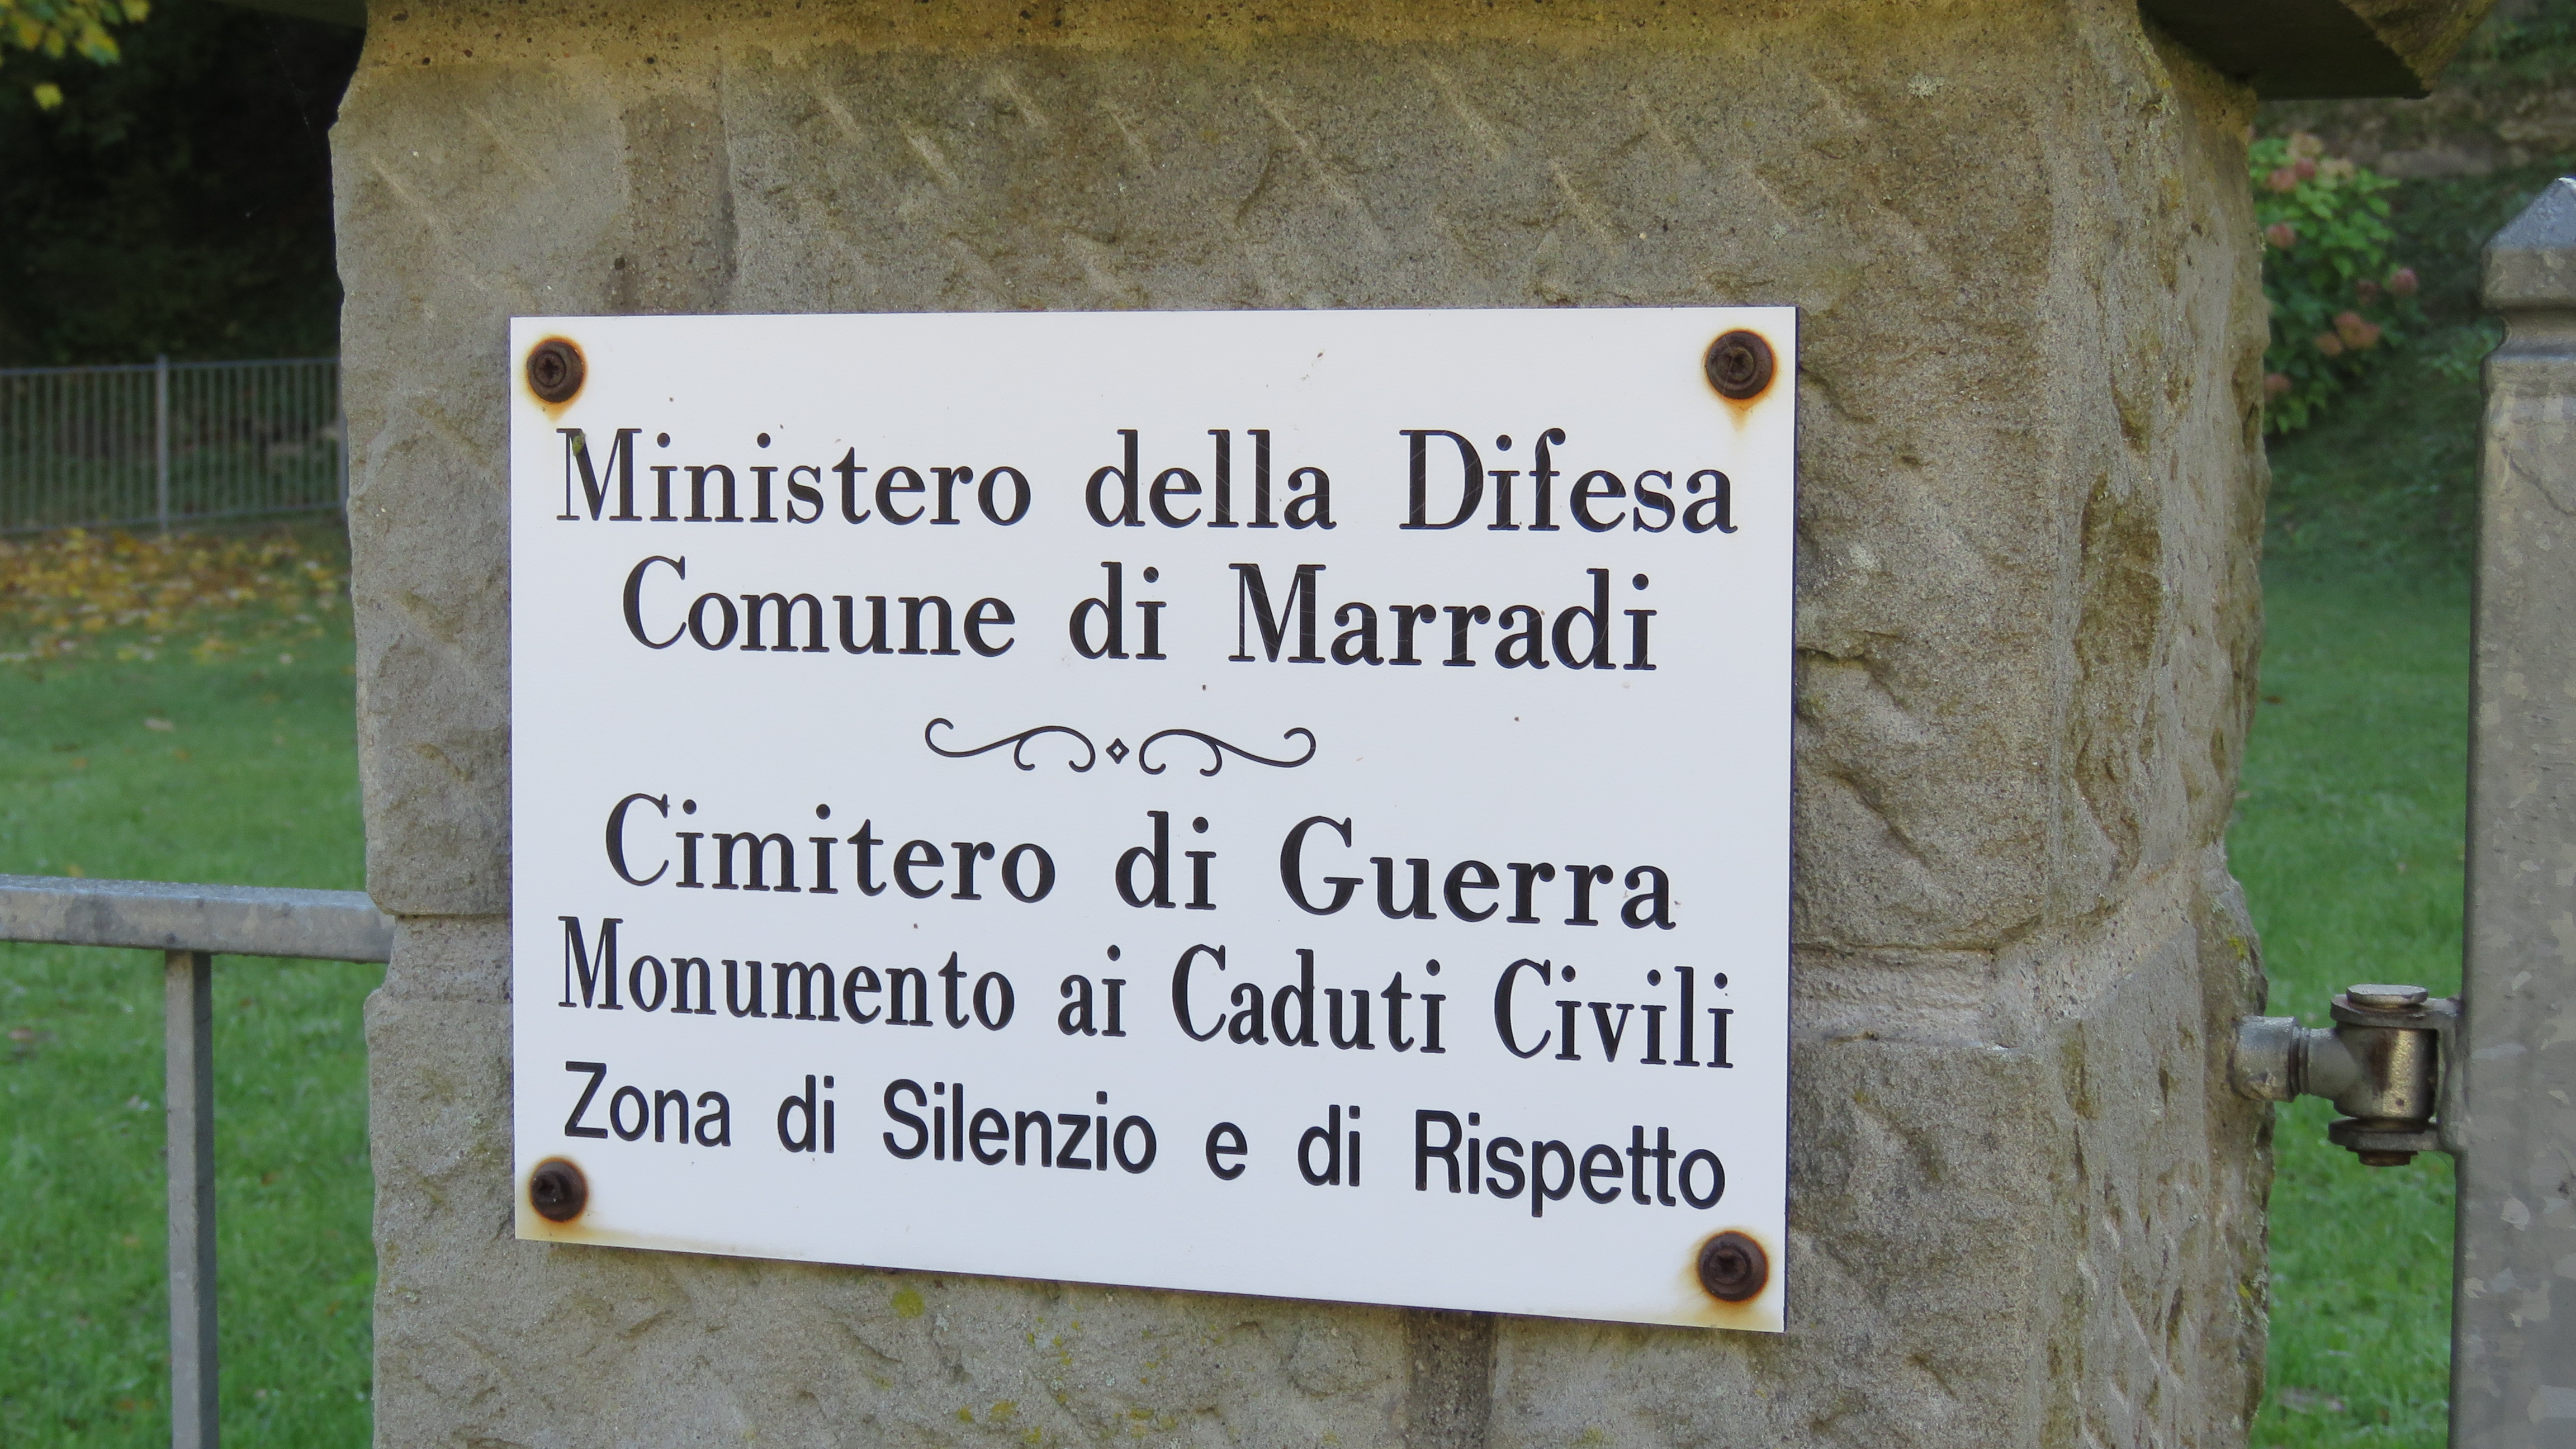 Ministero della Difesa
Comune di Marradi
Cimitero di Guerra
Monumento ai Caduti Civili
Zona di Silenzio e di Rispetto